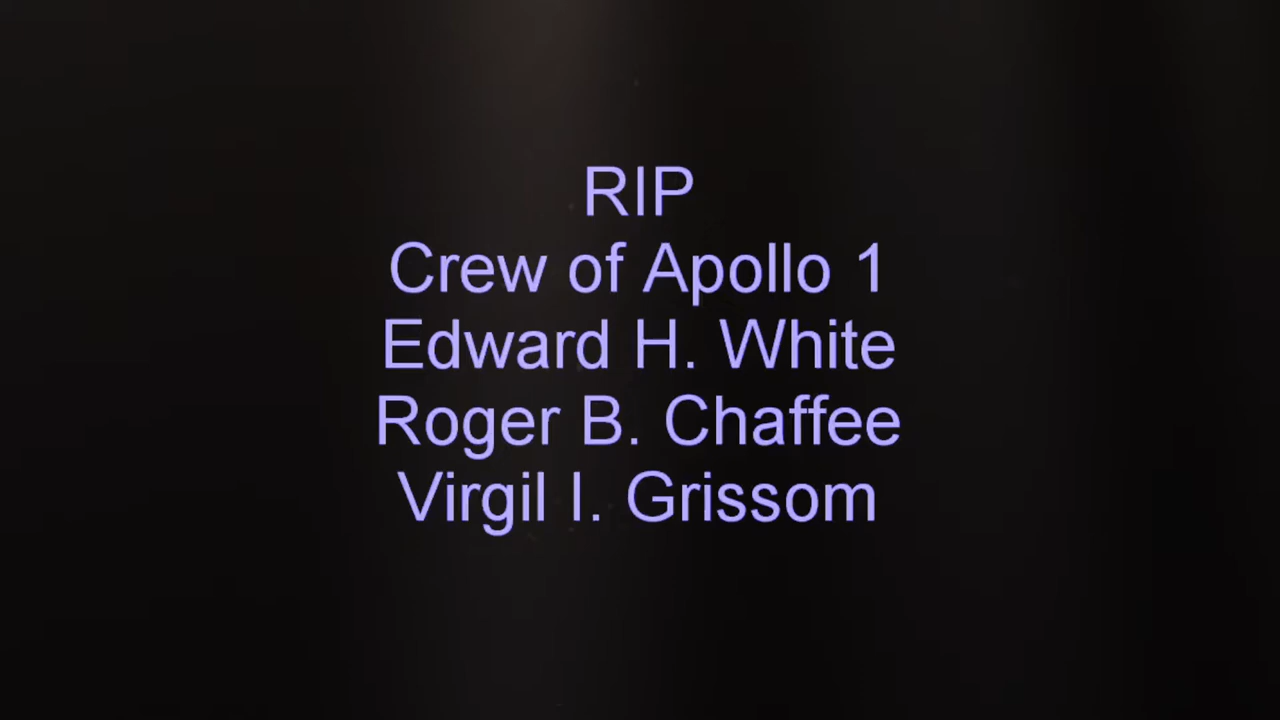 RIP
Crew of Apollo 1
Edward H. White
Roger B. Chaffee
Virgil I. Grissom